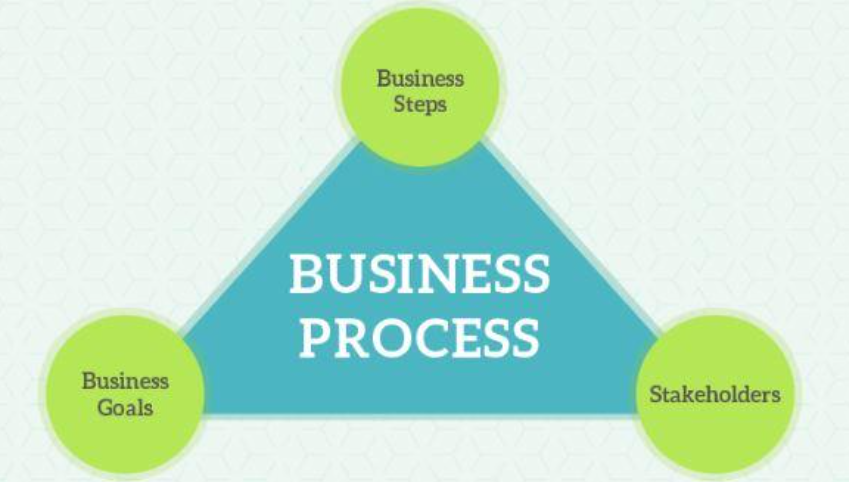 Business
Steps
BUSINESS
PROCESS
Business
Goals
Stakeholders